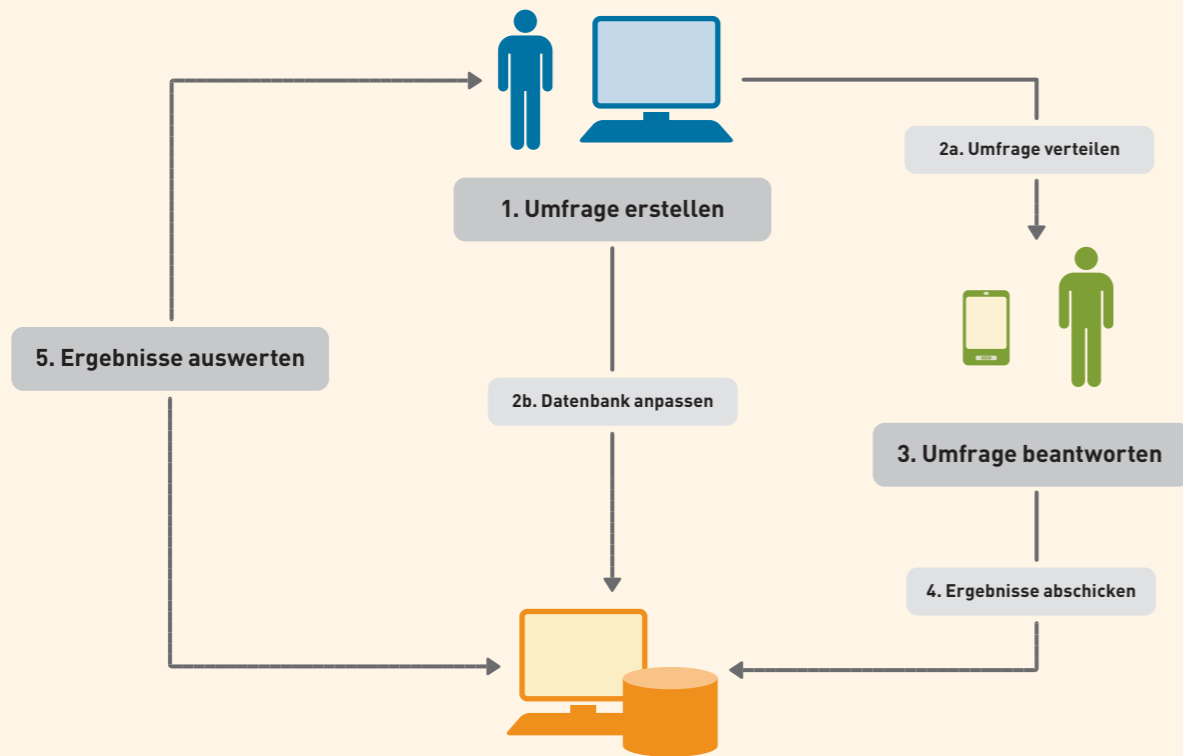 2a. Umfrage verteilen
1. Umfrage erstellen
5. Ergebnisse auswerten
2b. Datenbank anpassen
3. Umfrage beantworten
4. Ergebnisse abschicken